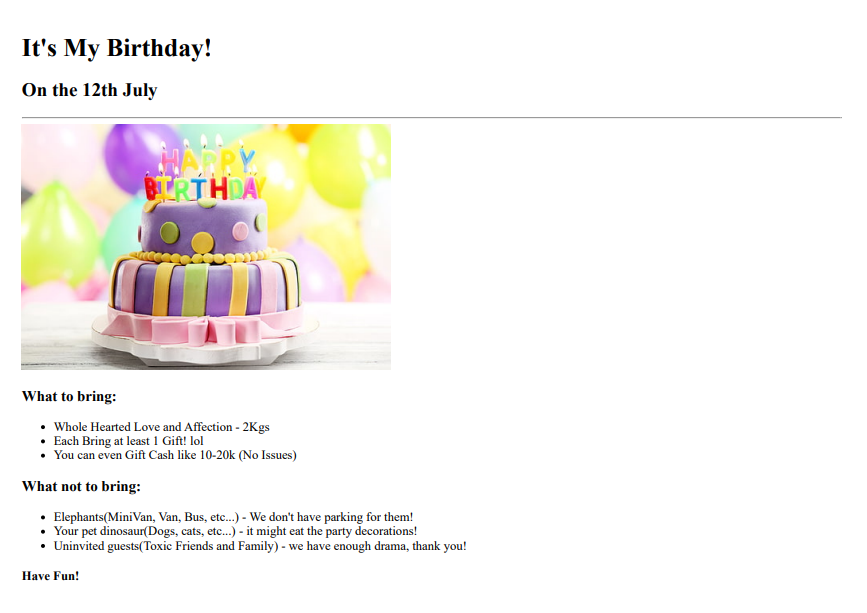 It's My Birthday!
On the 12th July
HAPPY
BIRTHDAY
What to bring:
Whole Hearted Love and Affection - 2Kgs
Each Bring at least 1 Gift! lol
You can even Gift Cash like 10-20k (No Issues)
What not to bring:
Elephants(MiniVan, Van, Bus, etc...) - We don't have parking for them!
Your pet dinosaur(Dogs, cats, etc...) - it might eat the party decorations!
Uninvited guests(Toxic Friends and Family) - we have enough drama, thank you!
Have Fun!